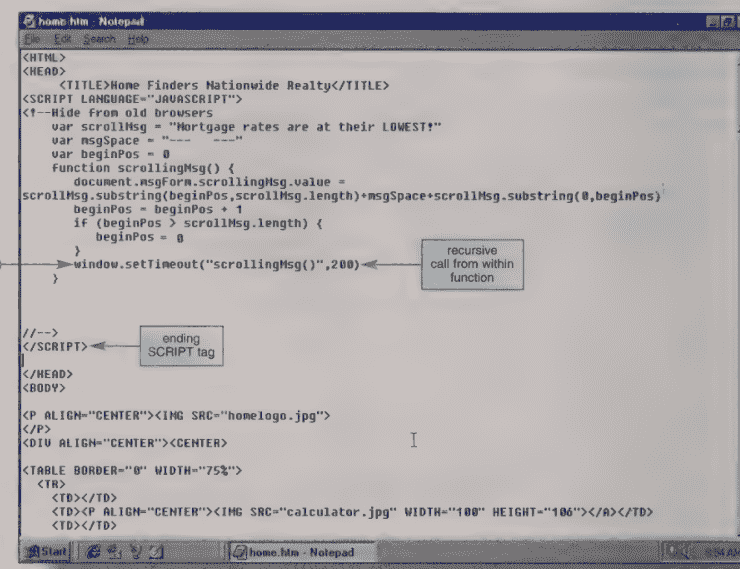 home.htm - Notepad
File Edit Search Help
<HTML>
<HEAD>
<TITLE>Home Finders Nationwide Realty</TITLE>
<SCRIPT LANGUAGE="JAVASCRIPT">
<!--Hide from old browsers
var scrollMsg = "Mortgage rates are at their LOWEST!"
var msgSpace = "---   ---"
var beginPos = 0
function scrollingMsg() {
document.msgForm.scrollingMsg.value =
scrollMsg.substring(beginPos,scrollMsg.length)+msgSpace+scrollMsg.substring(0,beginPos)
beginPos = beginPos + 1
if (beginPos > scrollMsg.length) {
beginPos = 0
}
window.setTimeout("scrollingMsg()",200)
recursive
call from within
function
}
//-->
</SCRIPT>
ending
SCRIPT tag
</HEAD>
<BODY>
<P ALIGN="CENTER"><IMG SRC="homelogo.jpg">
</P>
<DIV ALIGN="CENTER"><CENTER>
<TABLE BORDER="0" WIDTH="75%">
<TR>
<TD></TD>
<TD><P ALIGN="CENTER"><IMG SRC="calculator.jpg" WIDTH="100" HEIGHT="106"></A></TD>
<TD></TD>
Start
home.htm - Notepad